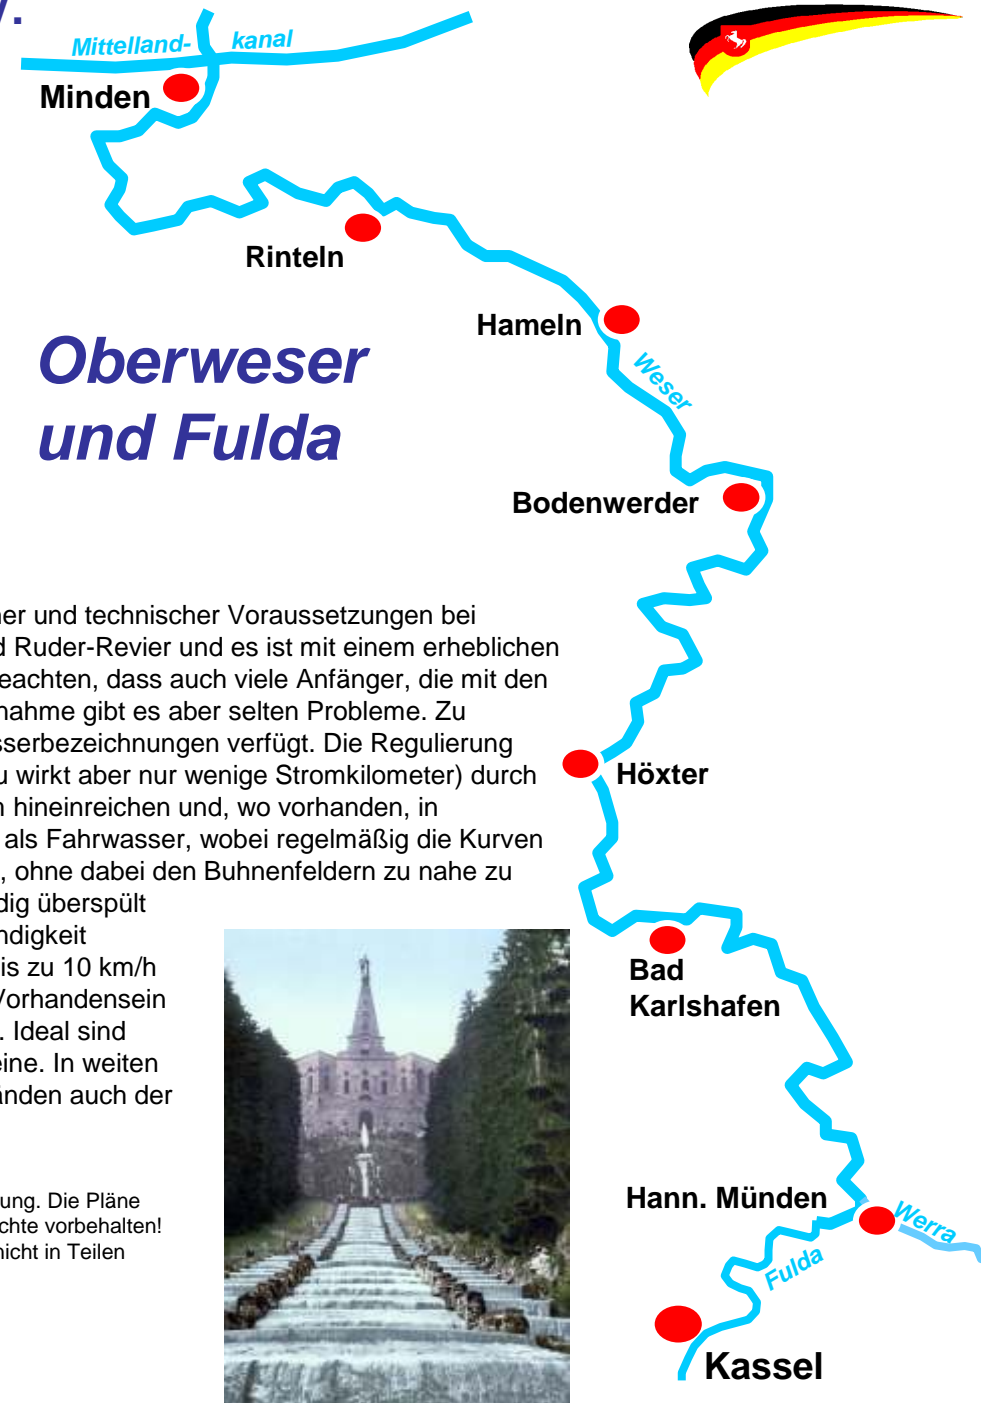 Mittelland- kanal
Minden
Rinteln
Hameln
Oberweser
und Fulda
Weser
Bodenwerder
und technischer Voraussetzungen bei
Ruder-Revier und es ist mit einem erheblichen
eachten, dass auch viele Anfänger, die mit den
nahme gibt es aber selten Probleme. Zu
sserbezeichnungen verfügt. Die Regulierung
u wirkt aber nur wenige Stromkilometer) durch
Höxter
n hineinreichen und, wo vorhanden, in
als Fahrwasser, wobei regelmäßig die Kurven
, ohne dabei den Buhnenfeldern zu nahe zu
dig überspült
ndigkeit
is zu 10 km/h
Vorhandensein
. Ideal sind
eine. In weiten
änden auch der
Bad
Karlshafen
ung. Die Pläne
chte vorbehalten!
nicht in Teilen
Hann. Münden
Werra
Fulda
Kassel